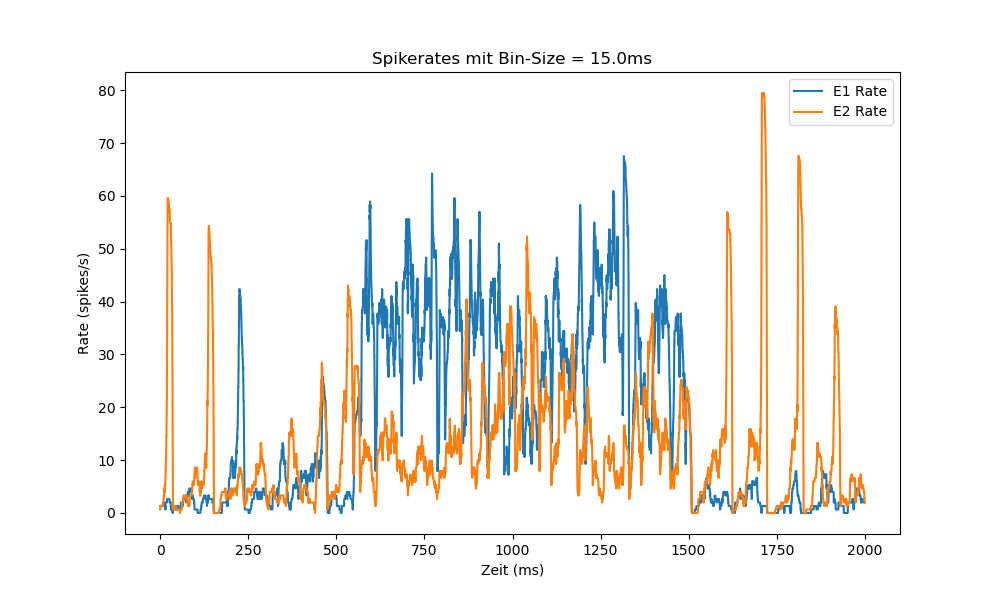 Spikerates mit Bin-Size = 15.0ms
E1 Rate
E2 Rate
80
70
60
50
40
30
20
10
0
Rate (spikes/s)
0 250 500 750 1000 1250 1500 1750 2000
Zeit (ms)